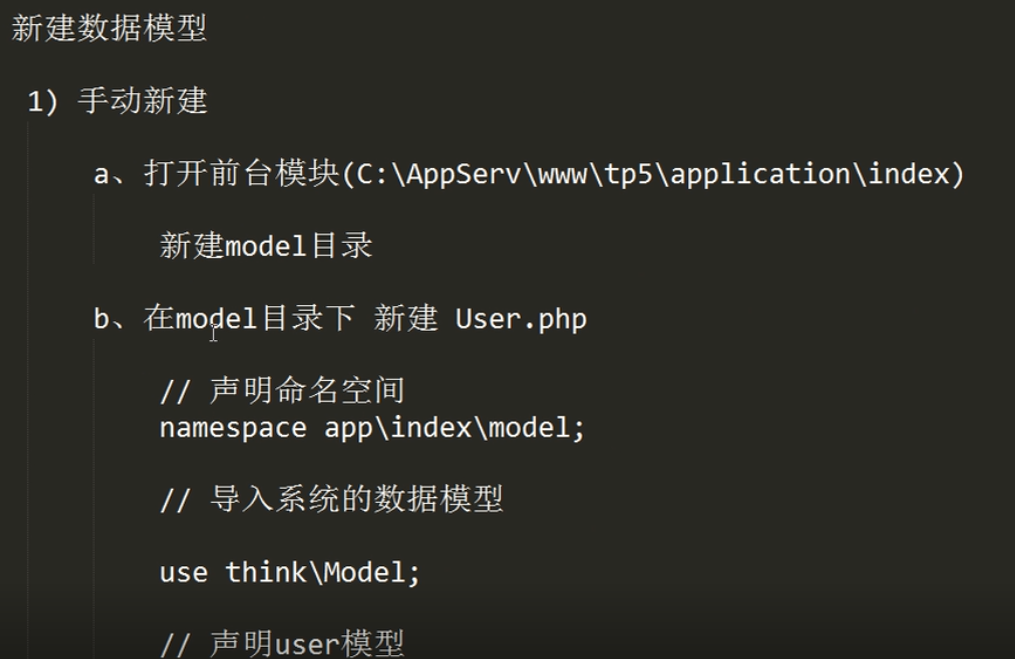 新建数据模型
1) 手动新建
a、打开前台模块(C:\AppServ\www\tp5\application\index)
新建model目录
b、在model目录下 新建 User.php
// 声明命名空间
namespace app\index\model;
// 导入系统的数据模型
use think\Model;
// 声明user模型